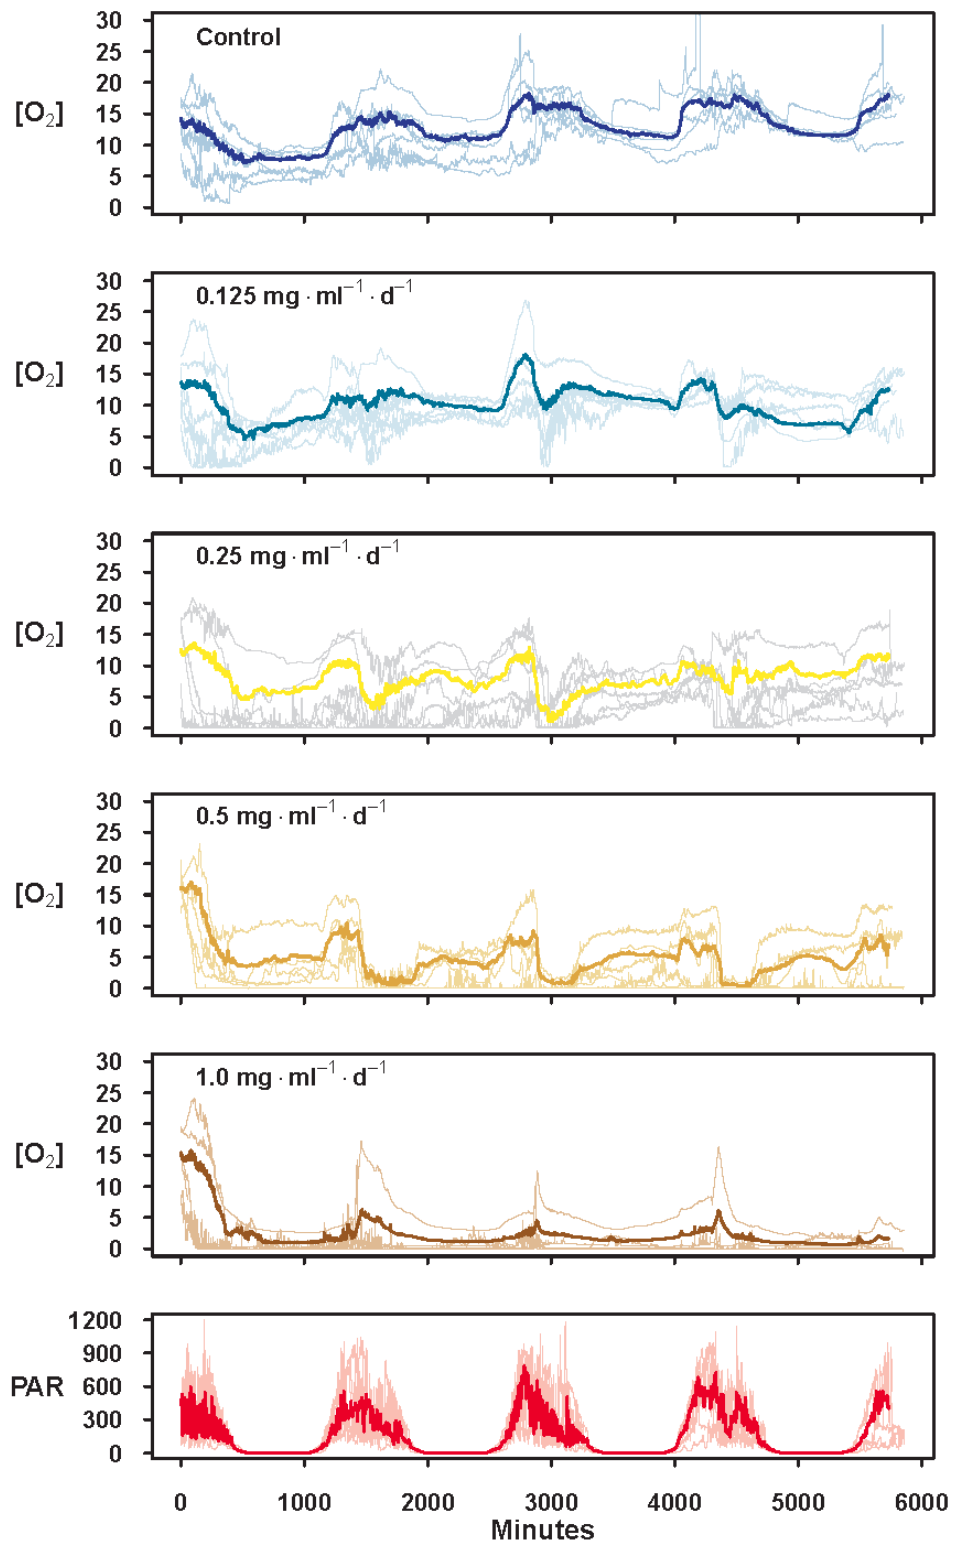 30
Control
25
20
[O₂] 15
10
5
0
30
0.125 mg · ml⁻¹ · d⁻¹
25
20
[O₂] 15
10
5
0
30
0.25 mg · ml⁻¹ · d⁻¹
25
20
[O₂] 15
10
5
0
30
0.5 mg · ml⁻¹ · d⁻¹
25
20
[O₂] 15
10
5
0
30
1.0 mg · ml⁻¹ · d⁻¹
25
20
[O₂] 15
10
5
0
1200
900
PAR 600
300
0
0 1000 2000 3000 4000 5000 6000
Minutes